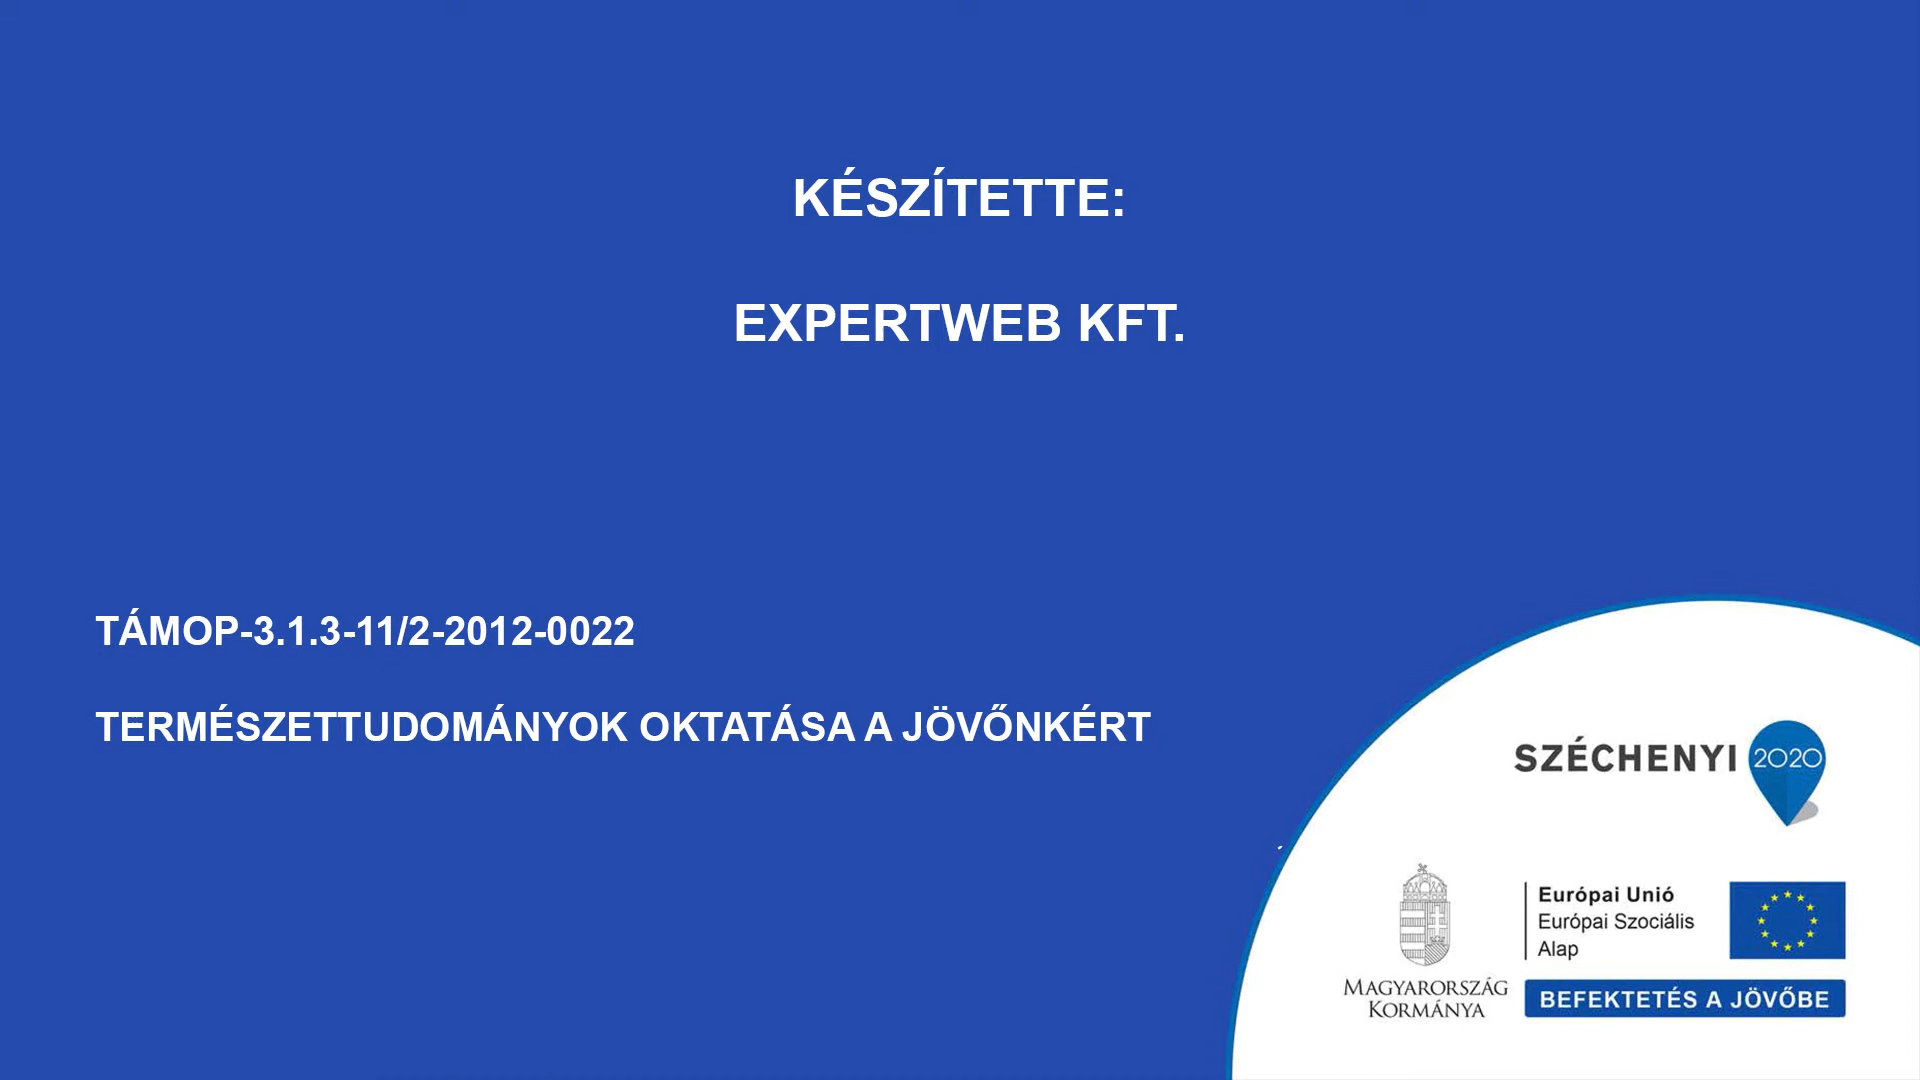 KÉSZÍTETTE:
EXPERTWEB KFT.
TÁMOP-3.1.3-11/2-2012-0022
TERMÉSZETTUDOMÁNYOK OKTATÁSA A JÖVŐNKÉRT
SZÉCHENYI 2020
Európai Unió
Európai Szociális
Alap
MAGYARORSZÁG
KORMÁNYA
BEFEKTETÉS A JÖVŐBE